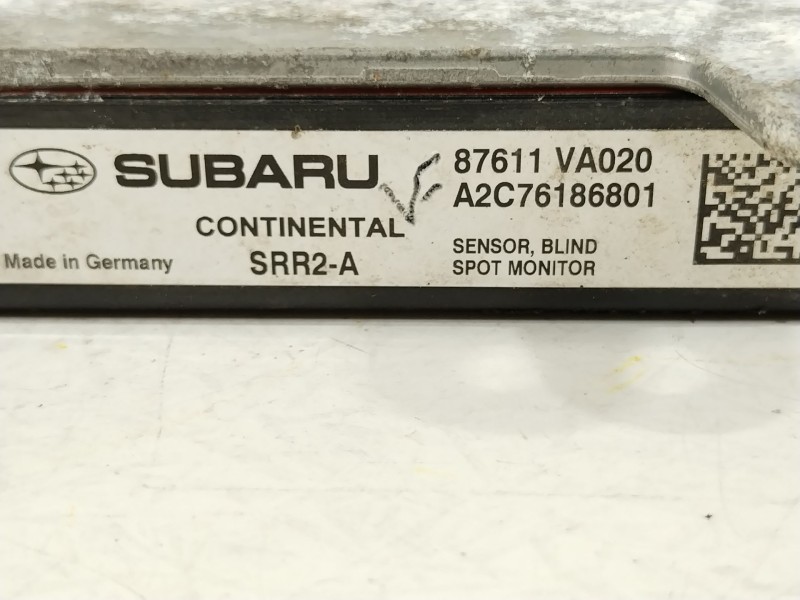 SUBARU
CONTINENTAL
Made in Germany
SRR2-A
87611 VA020
A2C76186801
SENSOR, BLIND
SPOT MONITOR